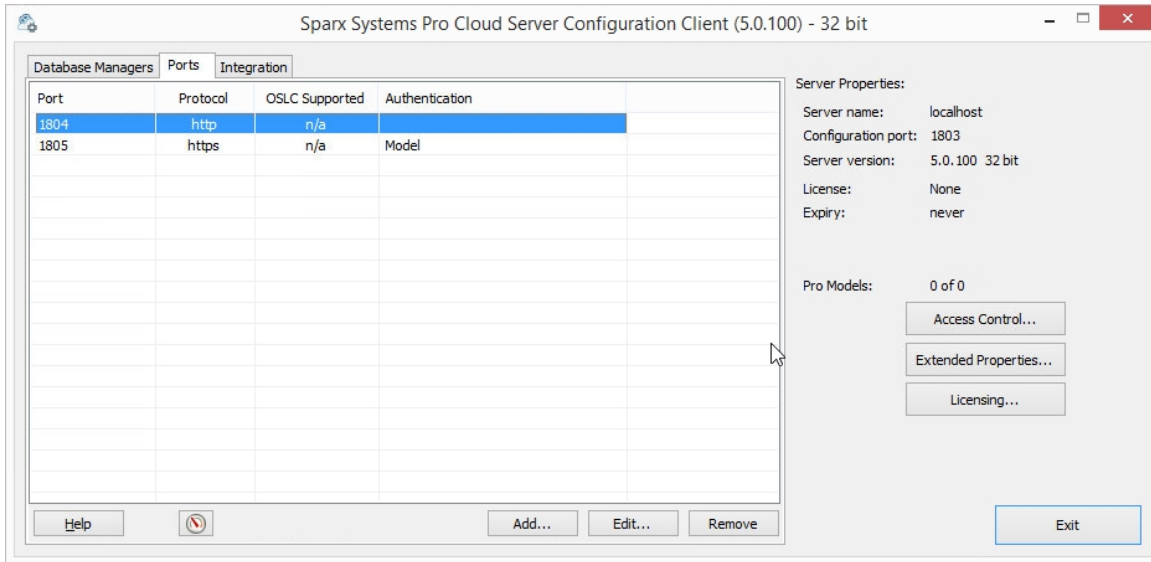 Sparx Systems Pro Cloud Server Configuration Client (5.0.100) - 32 bit
Database Managers Ports Integration
Port Protocol OSLC Supported Authentication
1804 http n/a
1805 https n/a Model
Server Properties:
Server name: localhost
Configuration port: 1803
Server version: 5.0.100 32 bit
License: None
Expiry: never
Pro Models: 0 of 0
Access Control...
Extended Properties...
Licensing...
Help Add... Edit... Remove
Exit